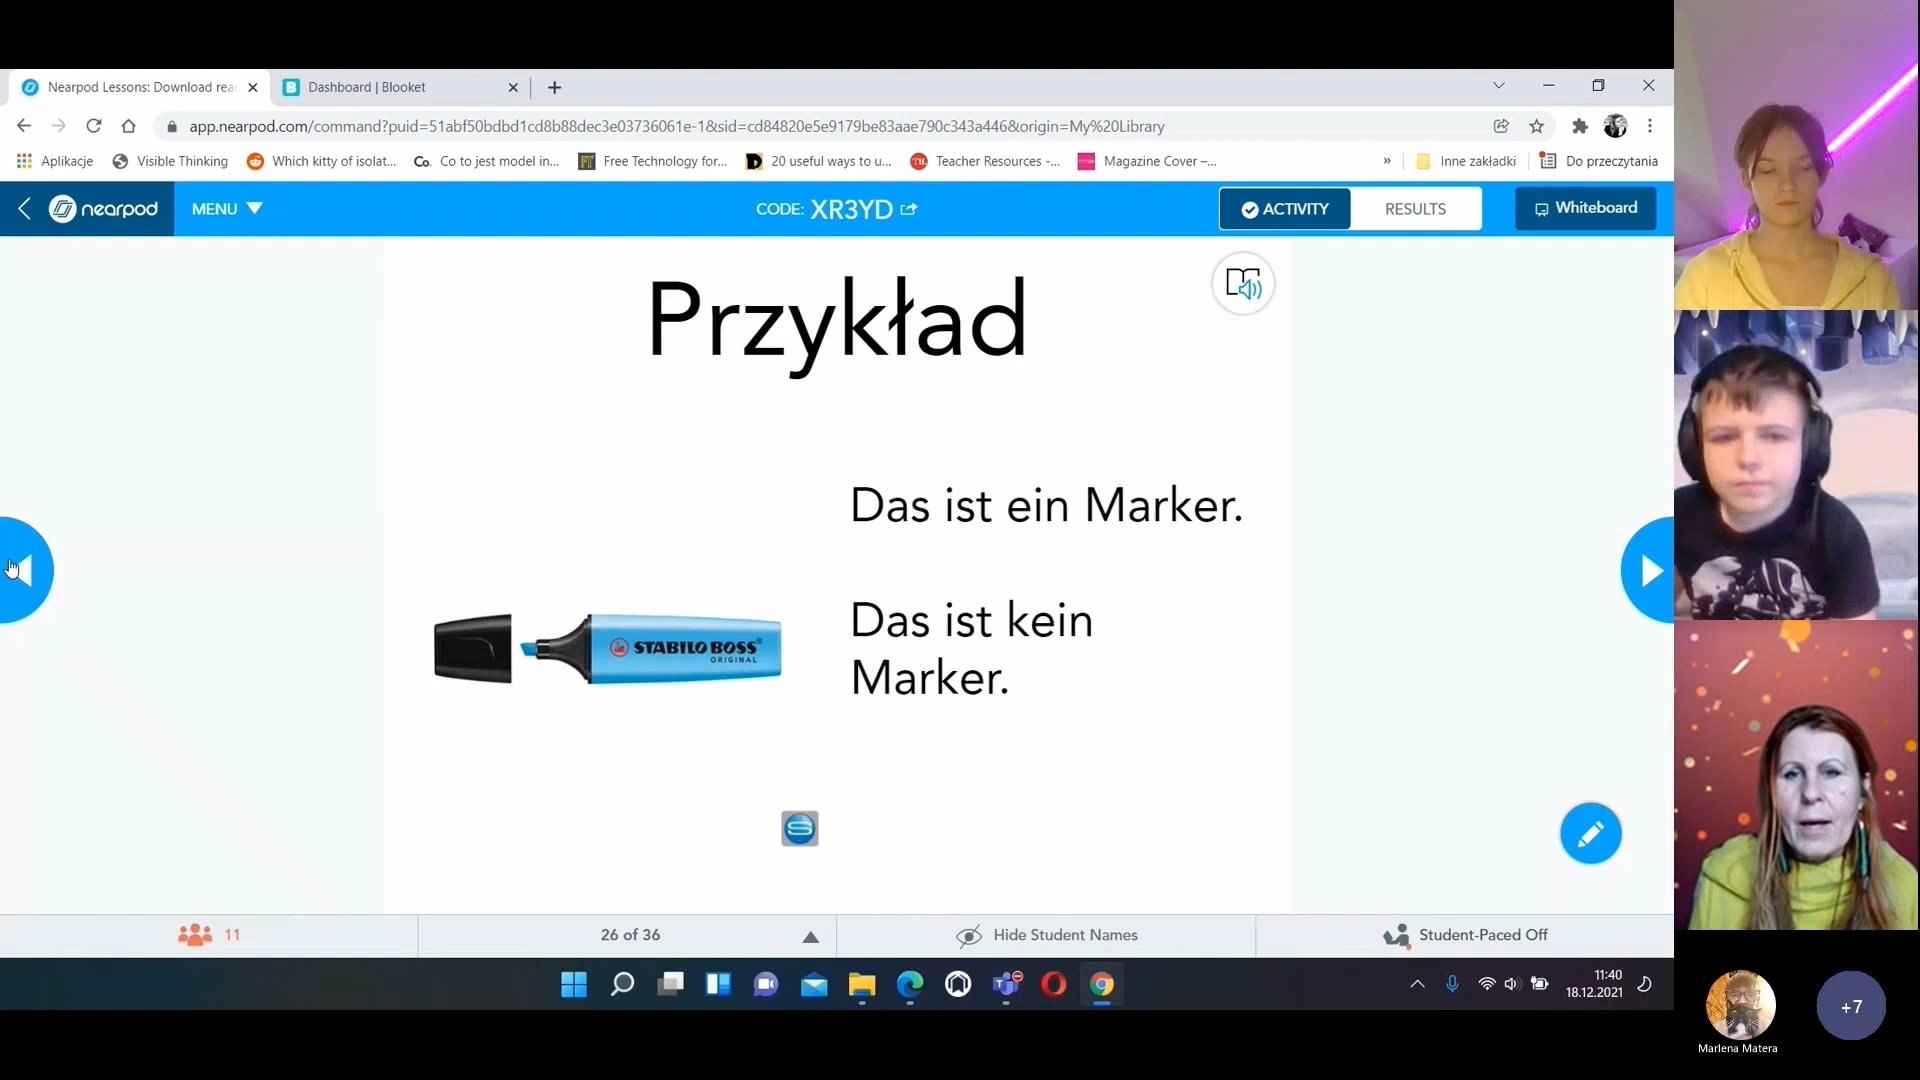 Nearpod Lessons: Download rea
Dashboard | Blooket
app.nearpod.com/command?puid=51abf50bdbd1cd8b88dec3e03736061e-1&sid=cd84820e5e9179be83aae790c343a446&origin=My%20Library
Aplikacje
Visible Thinking
Which kitty of isolat...
Co. Co to jest model in...
Free Technology for...
20 useful ways to u...
Teacher Resources -...
Magazine Cover –...
»
Inne zakładki
Do przeczytania
nearpod
MENU
CODE: XR3YD
ACTIVITY
RESULTS
Whiteboard
Przykład
Das ist ein Marker.
Das ist kein
Marker.
STABILO BOSS®
ORIGINAL
11
26 of 36
Hide Student Names
Student-Paced Off
11:40
18.12.2021
Marlena Matera
+7